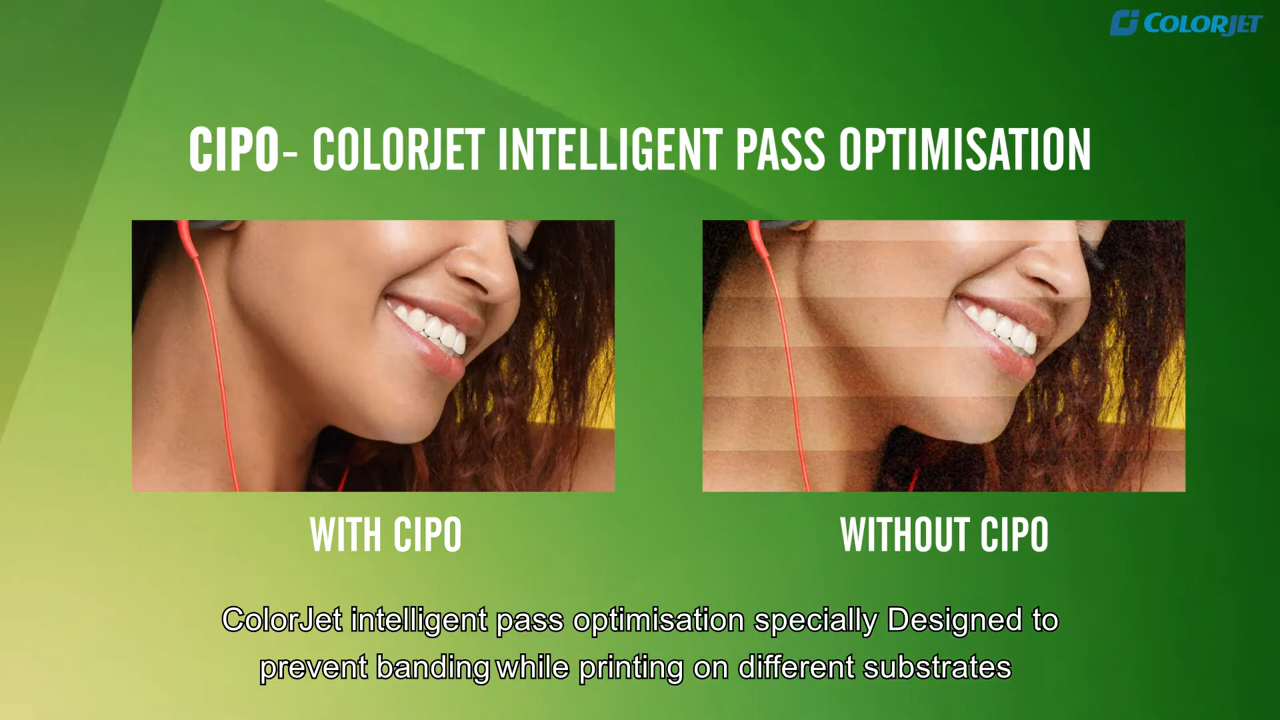 COLORJET
CIPO- COLORJET INTELLIGENT PASS OPTIMISATION
WITH CIPO
WITHOUT CIPO
ColorJet intelligent pass optimisation specially Designed to
prevent banding while printing on different substrates